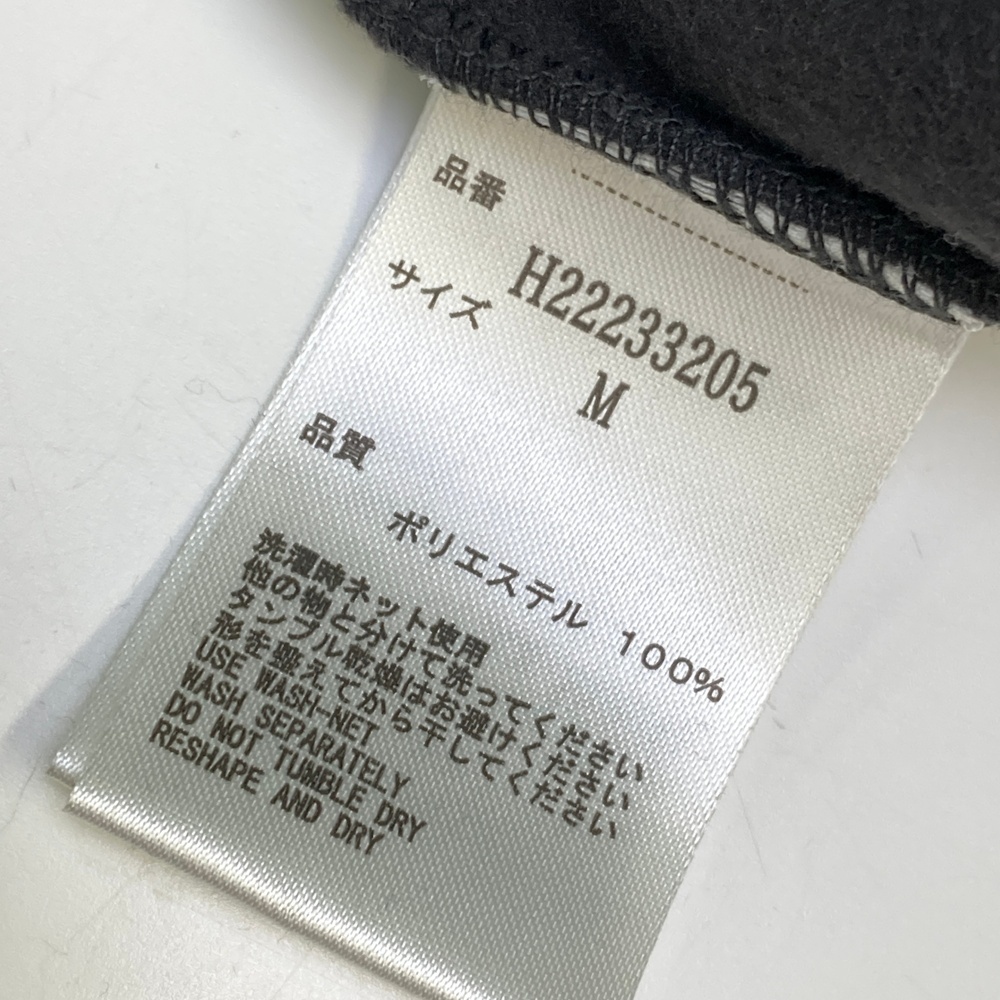 品番
H22233205
サイズ
M
品質
ポリエステル 100%
洗濯時ネット使用
他の物と分けて洗ってください
タンブル乾燥はお避けください
形を整えてから干してください
USE WASH-NET
WASH SEPARATELY
DO NOT TUMBLE DRY
RESHAPE AND DRY